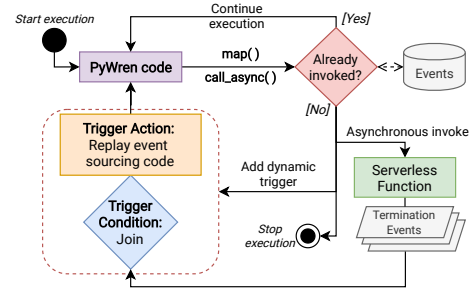 Start execution
Continue
execution
[Yes]
PyWren code
map( )
call_async( )
Already
invoked?
Events
[No]
Trigger Action:
Replay event
sourcing code
Asynchronous invoke
Add dynamic
trigger
Serverless
Function
Trigger
Condition:
Join
Termination
Events
Stop
execution